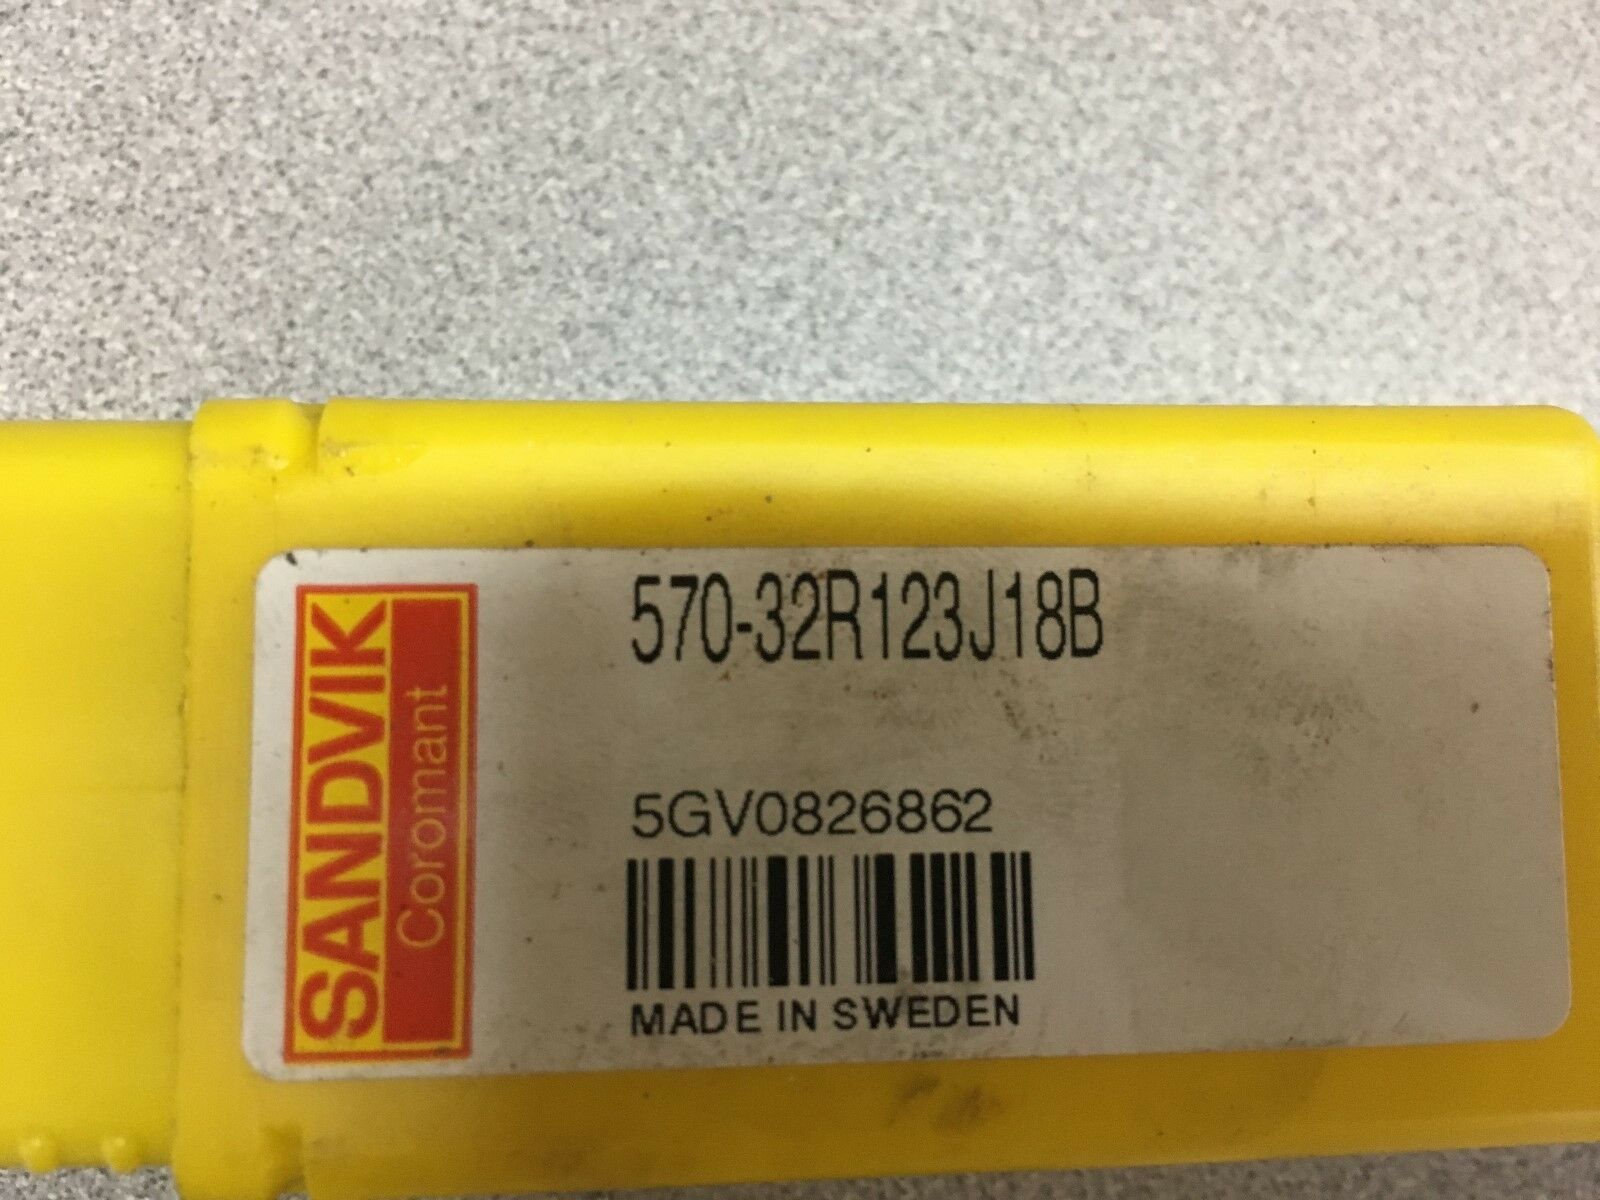 SANDVIK
Coromant
570-32R123J18B
5GV0826862
MADE IN SWEDEN